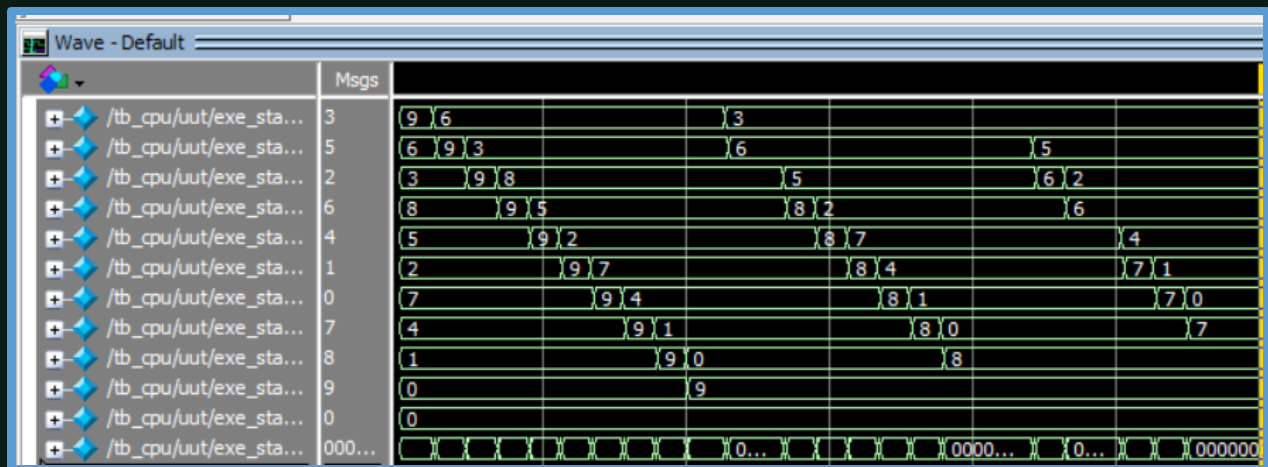 Wave - Default
Msgs
/tb_cpu/uut/exe_sta... 3 9 6 3
/tb_cpu/uut/exe_sta... 5 6 9 3 6 5
/tb_cpu/uut/exe_sta... 2 3 9 8 5 6 2
/tb_cpu/uut/exe_sta... 6 8 9 5 8 2 6
/tb_cpu/uut/exe_sta... 4 5 9 2 8 7 4
/tb_cpu/uut/exe_sta... 1 2 9 7 8 4 7 1
/tb_cpu/uut/exe_sta... 0 7 9 4 8 1 7 0
/tb_cpu/uut/exe_sta... 7 4 9 1 8 0 7
/tb_cpu/uut/exe_sta... 8 1 9 0 8
/tb_cpu/uut/exe_sta... 9 0 9
/tb_cpu/uut/exe_sta... 0 0
/tb_cpu/uut/exe_sta... 000... 0... 0000... 0... 000000